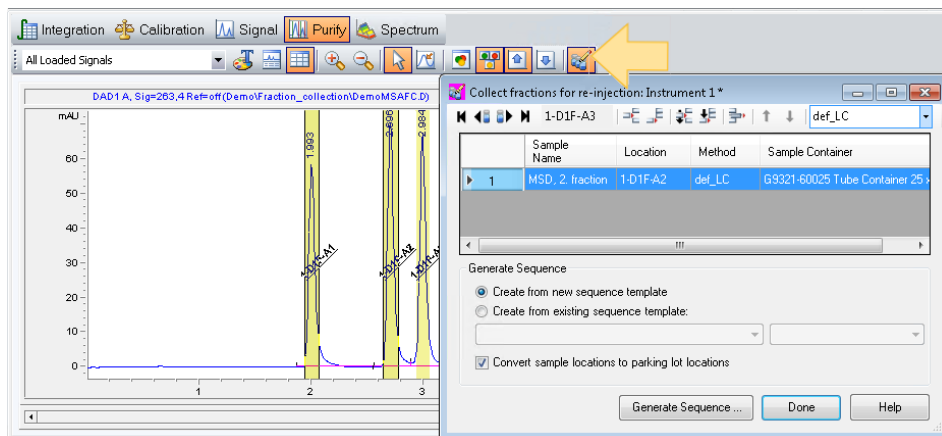 Integration Calibration Signal Purify Spectrum
All Loaded Signals
DAD1 A, Sig=263,4 Ref=off (Demo\Fraction_collection\DemoMSAFC.D)
mAU
60
50
40
30
20
10
0
1.993
2.696
2.984
1-D1F-A1
1-D1F-A2
1 2 3
Collect fractions for re-injection: Instrument 1 *
1-D1F-A3 def_LC
Sample Name Location Method Sample Container
1 MSD, 2. fraction 1-D1F-A2 def_LC G9321-60025 Tube Container 25
Generate Sequence
Create from new sequence template
Create from existing sequence template:
Convert sample locations to parking lot locations
Generate Sequence ... Done Help